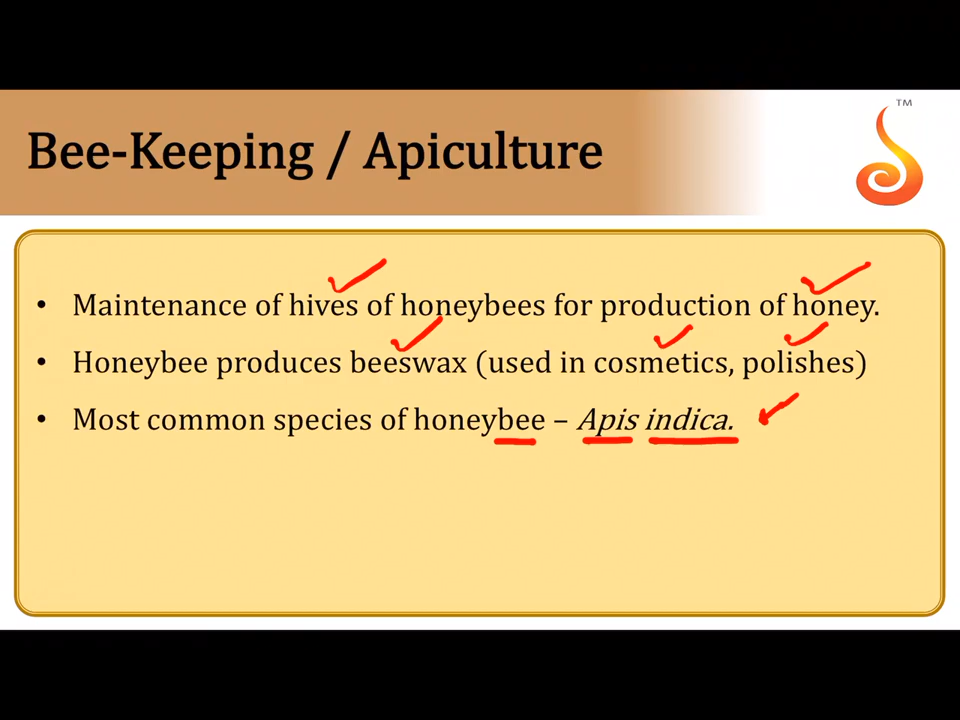 TM
Bee-Keeping / Apiculture
• Maintenance of hives of honeybees for production of honey.
• Honeybee produces beeswax (used in cosmetics, polishes)
• Most common species of honeybee – Apis indica.